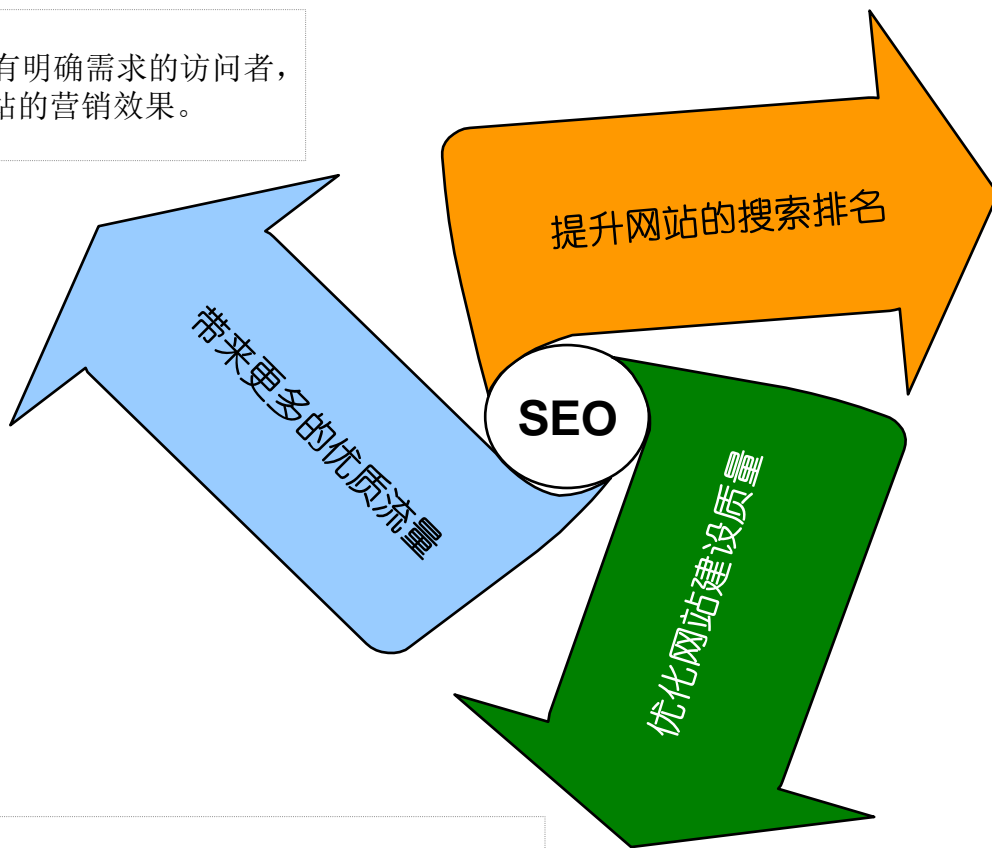 有明确需求的访问者，
站的营销效果。
提升网站的搜索排名
带来更多的优质流量
SEO
优化网站建设质量